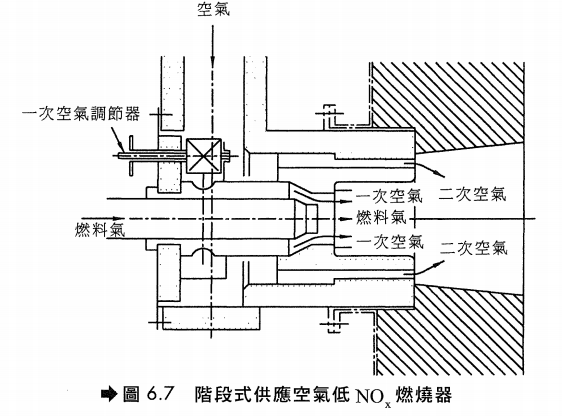 空氣
一次空氣調節器
一次空氣
二次空氣
燃料氣
燃料氣
一次空氣
二次空氣
➡圖 6.7 階段式供應空氣低 NOx 燃燒器